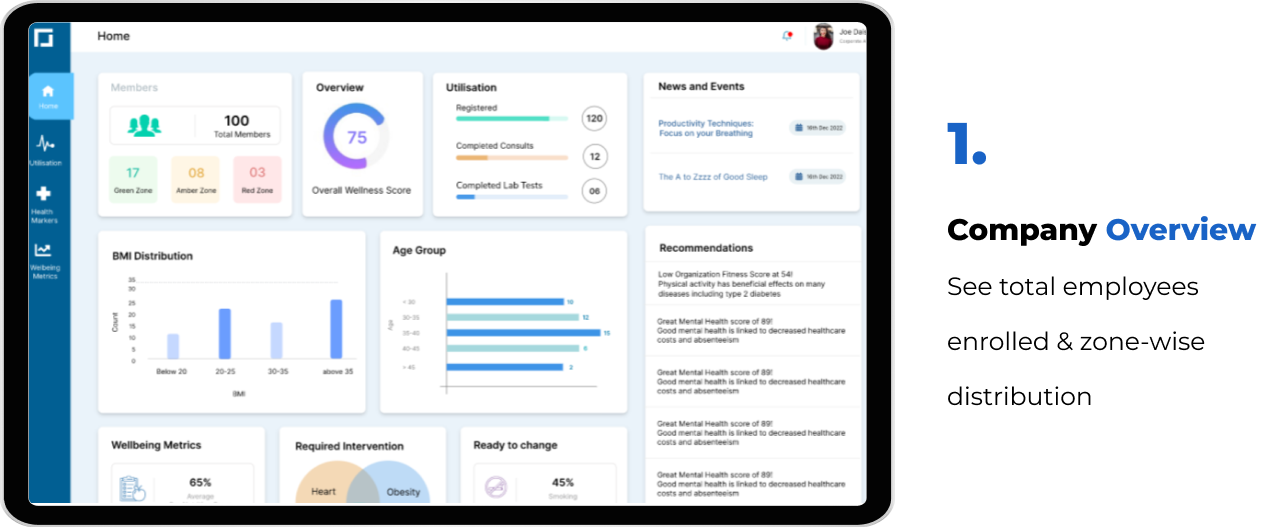 Home
Joe
Home
Utilisation
Health
Markers
Wellbeing
Metrics
Members
100
Total Members
17
Green Zone
08
Amber Zone
03
Red Zone
Overview
75
Overall Wellness Score
Utilisation
Registered
120
Completed Consults
12
Completed Lab Tests
06
News and Events
Productivity Techniques:
Focus on your Breathing
16th Dec 2022
The A to Zzzz of Good Sleep
16th Dec 2022
BMI Distribution
Count
35
30
25
20
15
10
5
0
Below 20
20-25
30-35
above 35
BMI
Age Group
Age
< 30
30-35
35-40
40-45
> 45
12
15
6
2
Recommendations
Low Organization Fitness Score at 54!
Physical activity has beneficial effects on many
diseases including type 2 diabetes
Great Mental Health score of 89!
Good mental health is linked to decreased healthcare
costs and absenteeism
Great Mental Health score of 89!
Good mental health is linked to decreased healthcare
costs and absenteeism
Great Mental Health score of 89!
Good mental health is linked to decreased healthcare
costs and absenteeism
Great Mental Health score of 89!
Good mental health is linked to decreased healthcare
costs and absenteeism
Wellbeing Metrics
65%
Average
Required Intervention
Heart
Obesity
Ready to change
45%
Smoking
1.
Company Overview
See total employees
enrolled & zone-wise
distribution